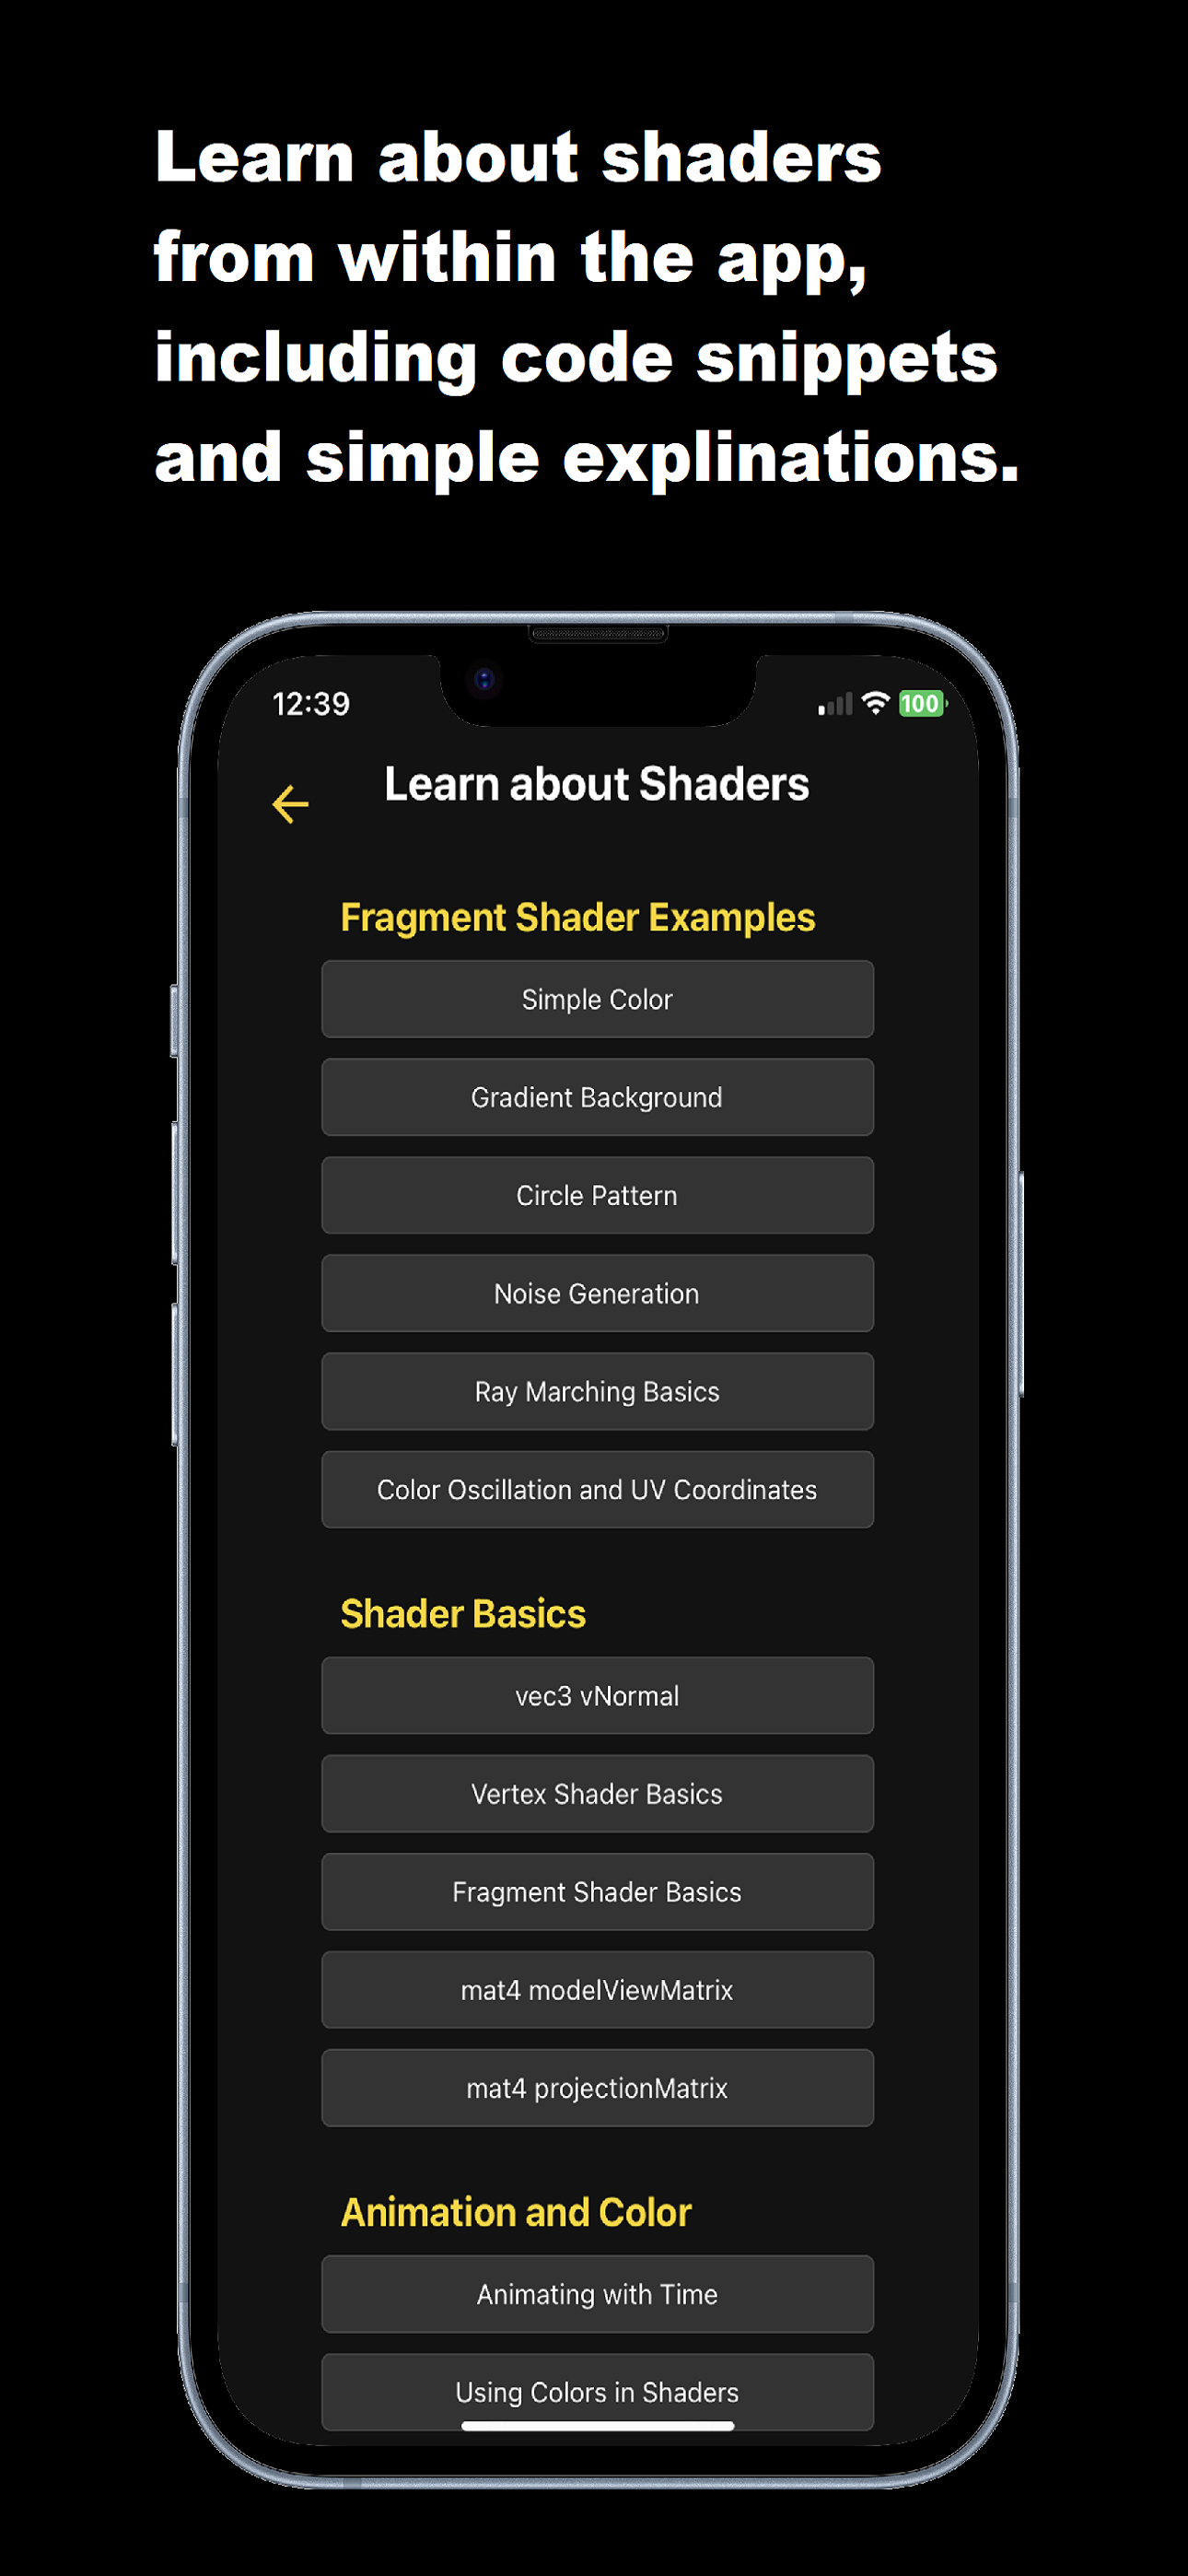 Learn about shaders
from within the app,
including code snippets
and simple explinations.
12:39
100
Learn about Shaders
Fragment Shader Examples
Simple Color
Gradient Background
Circle Pattern
Noise Generation
Ray Marching Basics
Color Oscillation and UV Coordinates
Shader Basics
vec3 vNormal
Vertex Shader Basics
Fragment Shader Basics
mat4 modelViewMatrix
mat4 projectionMatrix
Animation and Color
Animating with Time
Using Colors in Shaders